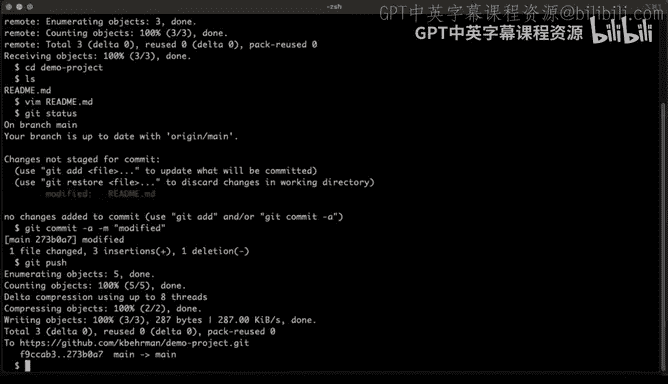 -zsh
GPT中英字幕课程资源@bilibili.com
GPT中英字幕课程资源 bilibili
remote: Enumerating objects: 3, done.
remote: Counting objects: 100% (3/3), done.
remote: Total 3 (delta 0), reused 0 (delta 0), pack-reused 0
Receiving objects: 100% (3/3), done.
$ cd demo-project
$ ls
README.md
$ vim README.md
$ git status
On branch main
Your branch is up to date with 'origin/main'.
Changes not staged for commit:
(use "git add <file>..." to update what will be committed)
(use "git restore <file>..." to discard changes in working directory)
modified: README.md
no changes added to commit (use "git add" and/or "git commit -a")
$ git commit -a -m "modified"
[main 273b0a7] modified
1 file changed, 3 insertions(+), 1 deletion(-)
$ git push
Enumerating objects: 5, done.
Counting objects: 100% (5/5), done.
Delta compression using up to 8 threads
Compressing objects: 100% (2/2), done.
Writing objects: 100% (3/3), 287 bytes | 287.00 KiB/s, done.
Total 3 (delta 0), reused 0 (delta 0), pack-reused 0
To https://github.com/kbehrman/demo-project.git
f9ccab3..273b0a7 main -> main
$